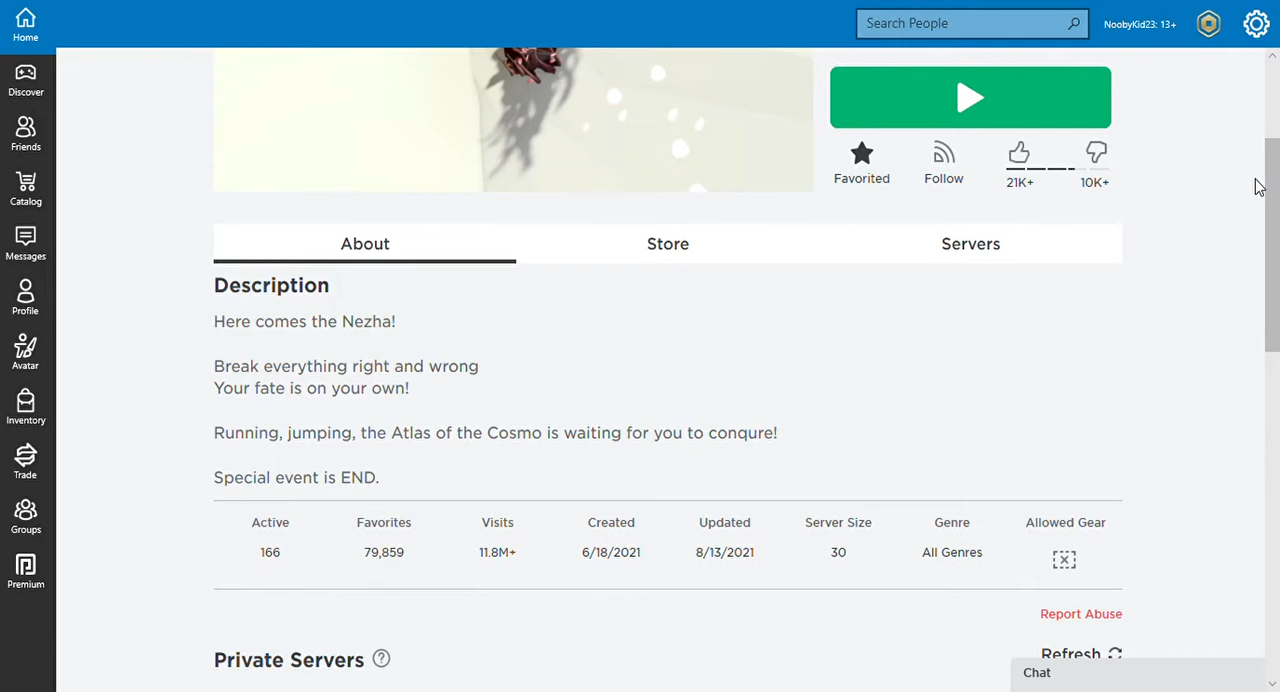 Home
Search People
NoobyKid23: 13+
Discover
Friends
Catalog
Messages
Profile
Avatar
Inventory
Trade
Groups
Premium
Favorited
Follow
21K+
10K+
About
Store
Servers
Description
Here comes the Nezha!
Break everything right and wrong
Your fate is on your own!
Running, jumping, the Atlas of the Cosmo is waiting for you to conqure!
Special event is END.
Active Favorites Visits Created Updated Server Size Genre Allowed Gear
166 79,859 11.8M+ 6/18/2021 8/13/2021 30 All Genres
Report Abuse
Private Servers ?
Refresh
Chat